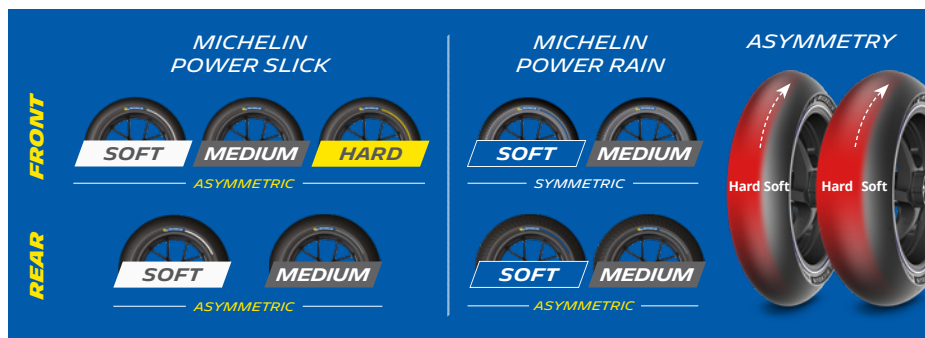 MICHELIN
POWER SLICK
MICHELIN
POWER RAIN
ASYMMETRY
FRONT
SOFT
MEDIUM
HARD
ASYMMETRIC
SOFT
MEDIUM
SYMMETRIC
Hard Soft
Hard Soft
REAR
SOFT
MEDIUM
ASYMMETRIC
SOFT
MEDIUM
ASYMMETRIC